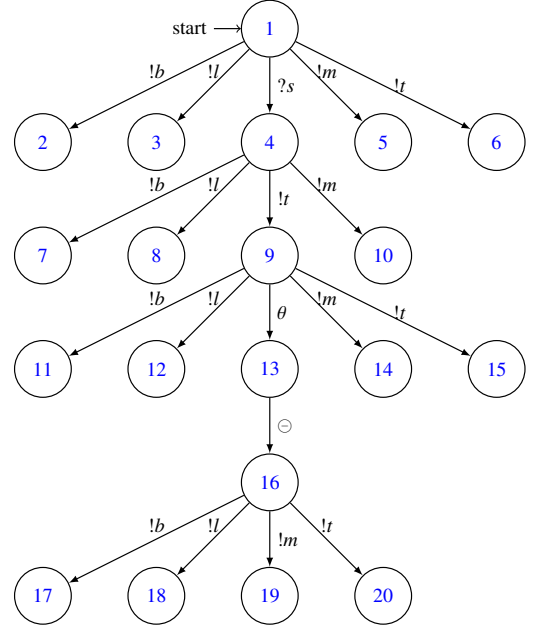 start 1
!b !l ?s !m !t
2 3 4 5 6
!b !l !t !m
7 8 9 10
!b !l θ !m !t
11 12 13 14 15
⊖
16
!b !l !m !t
17 18 19 20